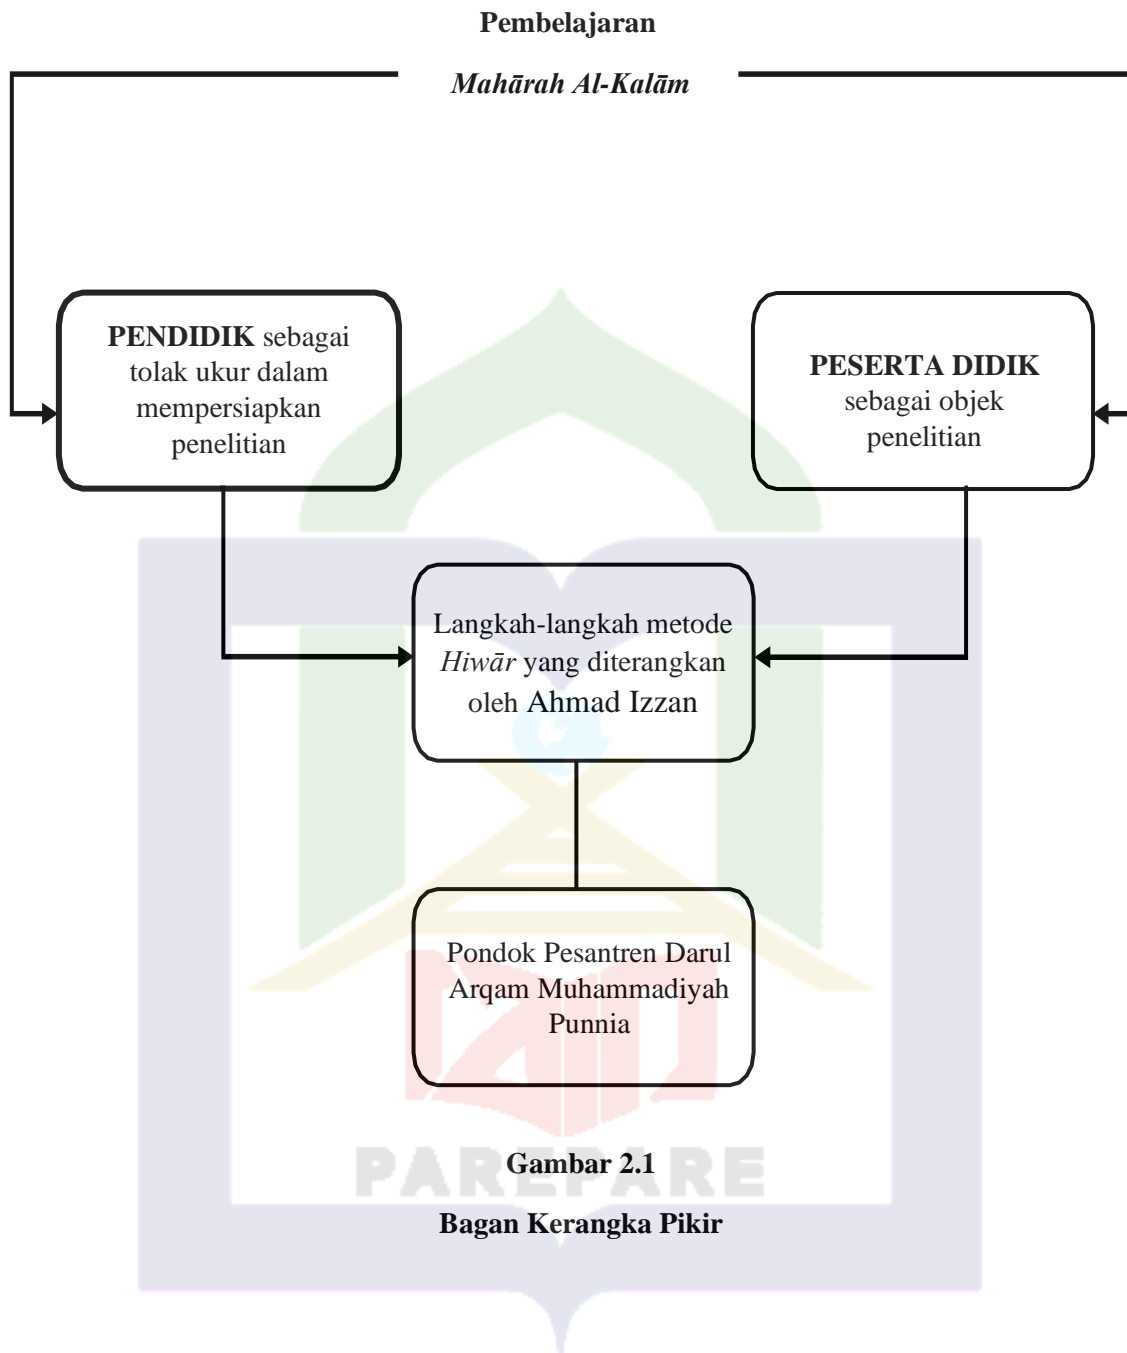 Pembelajaran
Mahārah Al-Kalām
PENDIDIK sebagai
tolak ukur dalam
mempersiapkan
penelitian
PESERTA DIDIK
sebagai objek
penelitian
Langkah-langkah metode
Hiwār yang diterangkan
oleh Ahmad Izzan
Pondok Pesantren Darul
Arqam Muhammadiyah
Punnia
PAREPARE
Gambar 2.1
Bagan Kerangka Pikir